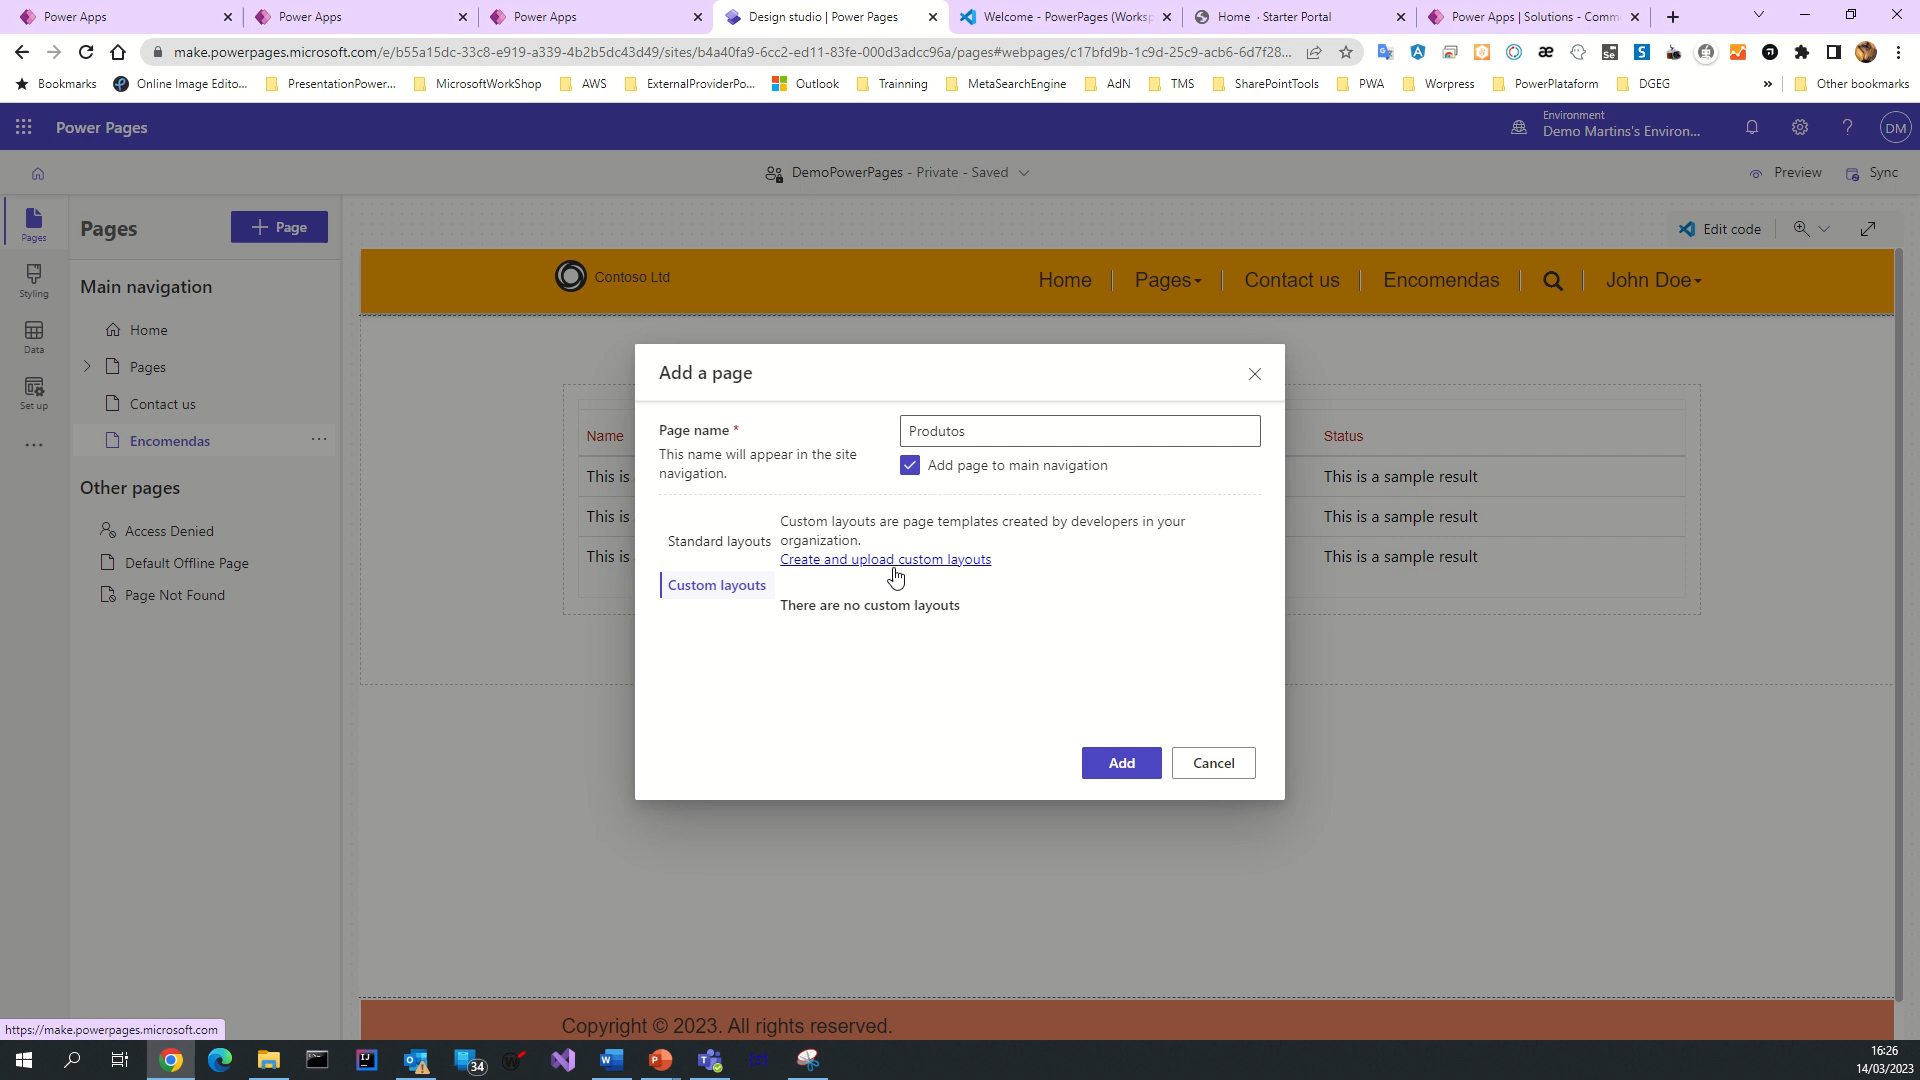 Power Apps
Power Apps
Power Apps
Design studio | Power Pages
Welcome - PowerPages (Worksp
Home · Starter Portal
Power Apps | Solutions - Comm
make.powerpages.microsoft.com/e/b55a15dc-33c8-e919-a339-4b2b5dc43d49/sites/b4a40fa9-6cc2-ed11-83fe-000d3adcc96a/pages#webpages/c17bfd9b-1c9d-25c9-acb6-6d7f28...
Bookmarks
Online Image Edito...
PresentationPower...
MicrosoftWorkShop
AWS
ExternalProviderPo...
Outlook
Trainning
MetaSearchEngine
AdN
TMS
SharePointTools
PWA
Worpress
PowerPlataform
DGEG
»
Other bookmarks
Power Pages
Environment
Demo Martins's Environ...
DM
DemoPowerPages - Private - Saved
Preview
Sync
Pages
Styling
Data
Set up
Pages
+ Page
Main navigation
Home
Pages
Contact us
Encomendas
Other pages
Access Denied
Default Offline Page
Page Not Found
Edit code
Contoso Ltd
Home
Pages
Contact us
Encomendas
John Doe
Name
Status
This is
This is a sample result
This is
This is a sample result
This is
This is a sample result
Add a page
Page name *
This name will appear in the site
navigation.
Produtos
Add page to main navigation
Standard layouts
Custom layouts
Custom layouts are page templates created by developers in your
organization.
Create and upload custom layouts
There are no custom layouts
Add
Cancel
Copyright © 2023. All rights reserved.
https://make.powerpages.microsoft.com
34
16:26
14/03/2023